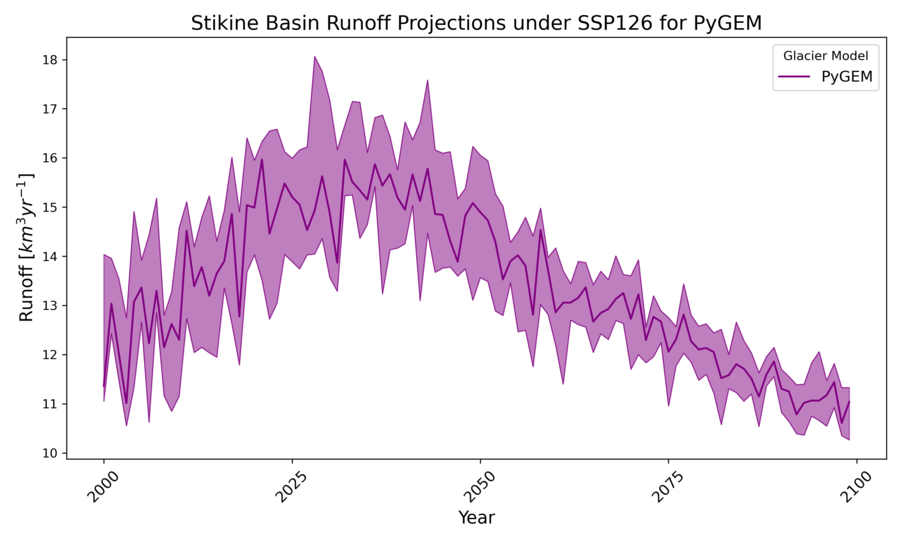 Stikine Basin Runoff Projections under SSP126 for PyGEM
Glacier Model
PyGEM
Runoff [km³yr⁻¹]
18
17
16
15
14
13
12
11
10
2000
2025
2050
2075
2100
Year